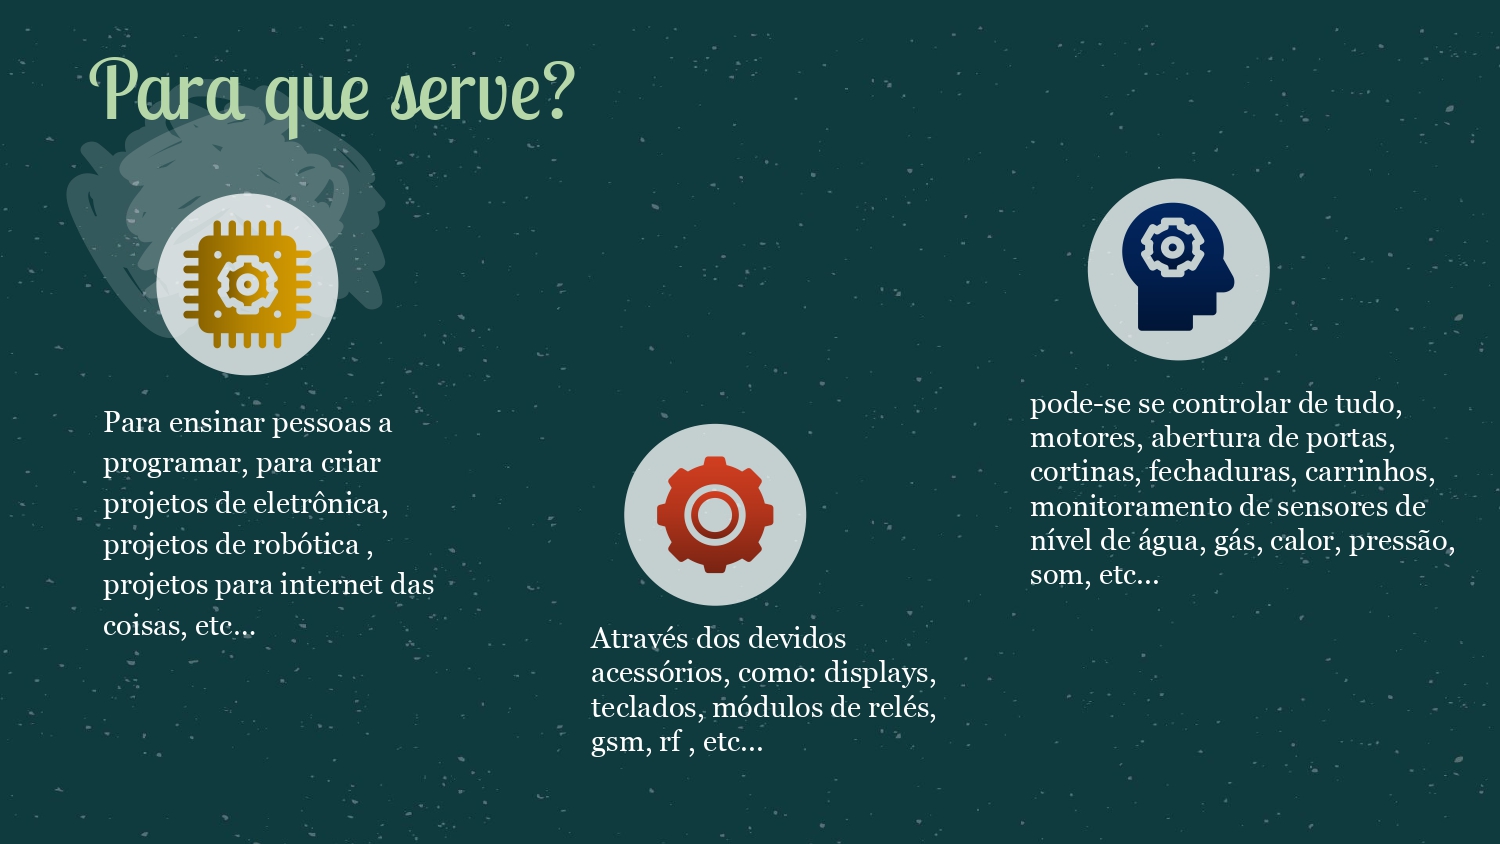 Para que serve?
Para ensinar pessoas a
programar, para criar
projetos de eletrônica,
projetos de robótica ,
projetos para internet das
coisas, etc...
Através dos devidos
acessórios, como: displays,
teclados, módulos de relés,
gsm, rf , etc...
pode-se se controlar de tudo,
motores, abertura de portas,
cortinas, fechaduras, carrinhos,
monitoramento de sensores de
nível de água, gás, calor, pressão,
som, etc...